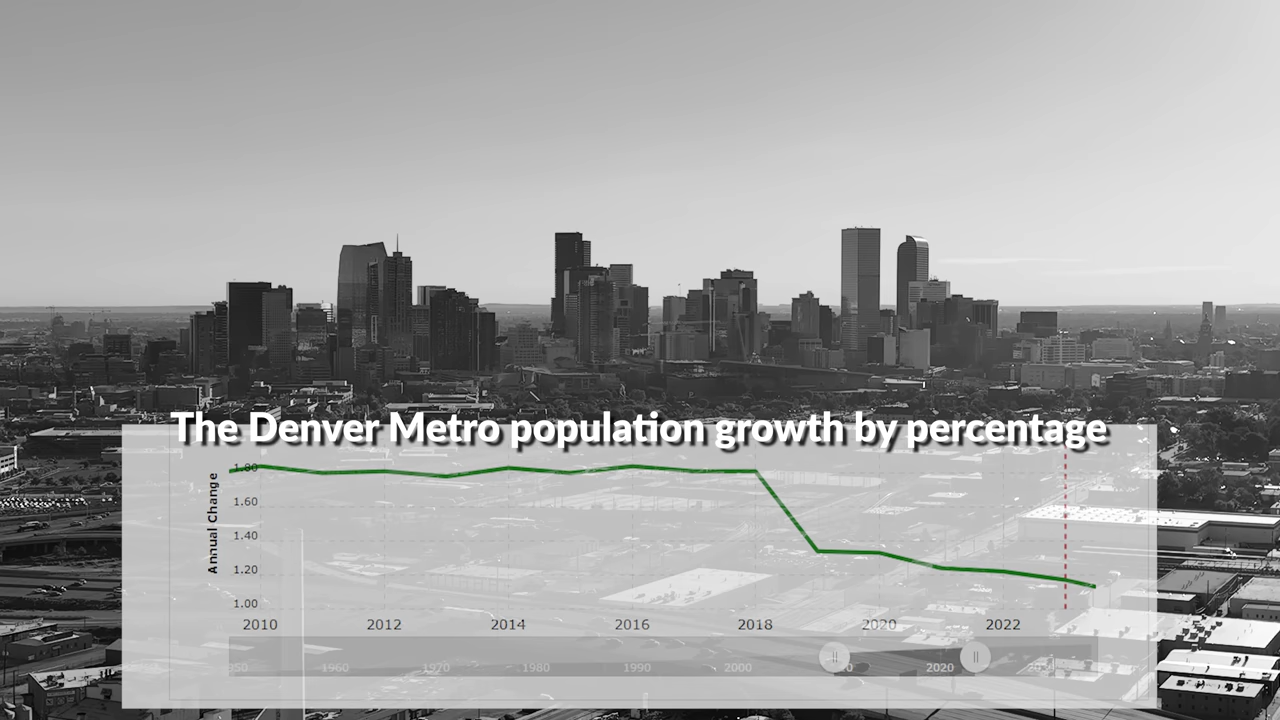 The Denver Metro population growth by percentage
Annual Change
1.80
1.60
1.40
1.20
1.00
2010 2012 2014 2016 2018 2020 2022
1960 1970 1980 1990 2000 2020